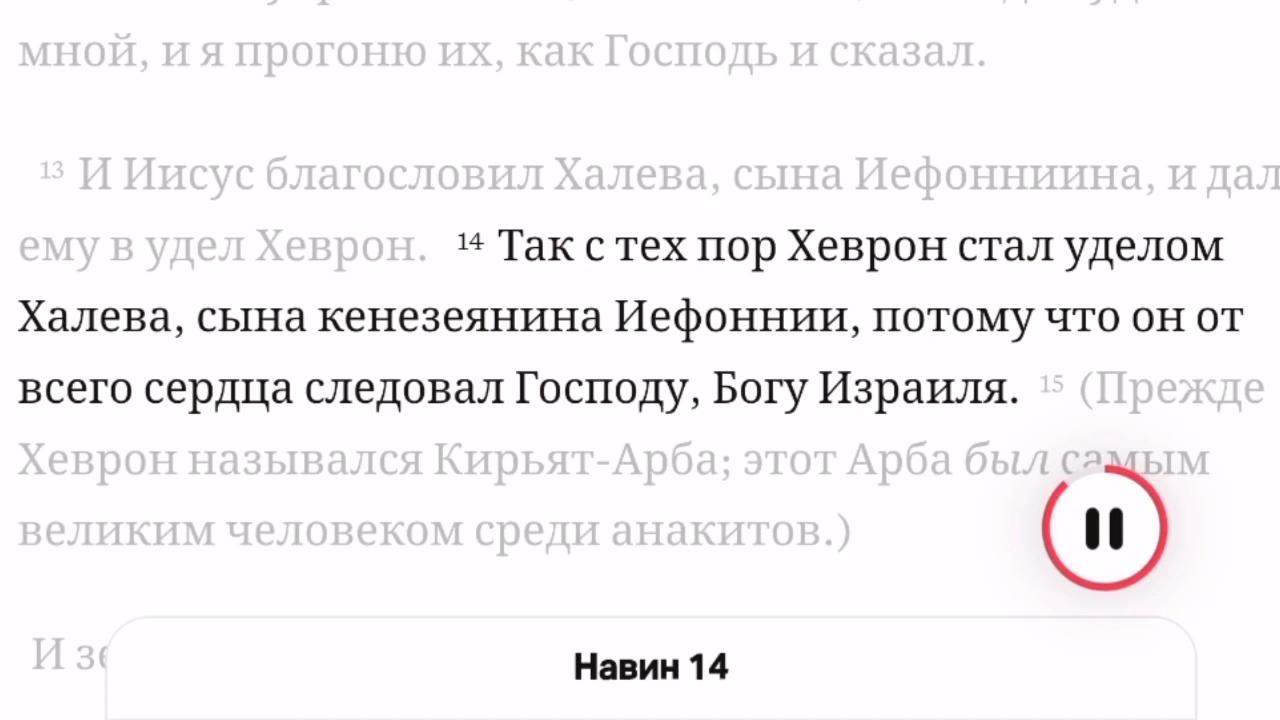 мной, и я прогоню их, как Господь и сказал.
13 И Иисус благословил Халева, сына Иефонниина, и дал
ему в удел Хеврон. 14 Так с тех пор Хеврон стал уделом
Халева, сына кенезеянина Иефоннии, потому что он от
всего сердца следовал Господу, Богу Израиля. 15 (Прежде
Хеврон назывался Кирьят-Арба; этот Арба был самым
великим человеком среди анакитов.)
И
Навин 14